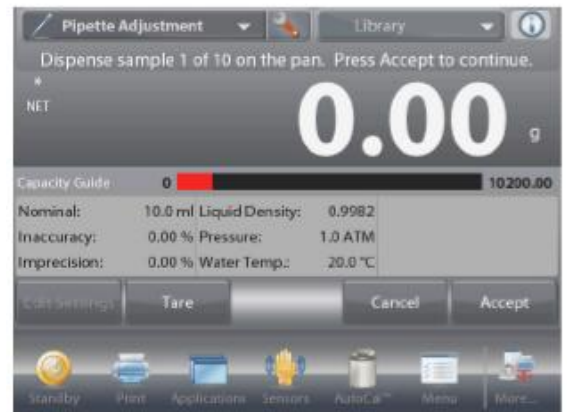 Pipette Adjustment Library
Dispense sample 1 of 10 on the pan. Press Accept to continue.
*
NET
0.00 g
Capacity Guide 0 10200.00
Nominal: 10.0 ml Liquid Density: 0.9982
Inaccuracy: 0.00 % Pressure: 1.0 ATM
Imprecision: 0.00 % Water Temp.: 20.0 °C
Edit Settings Tare Cancel Accept
Standby Print Applications Sensors AutoCal™ Menu More...